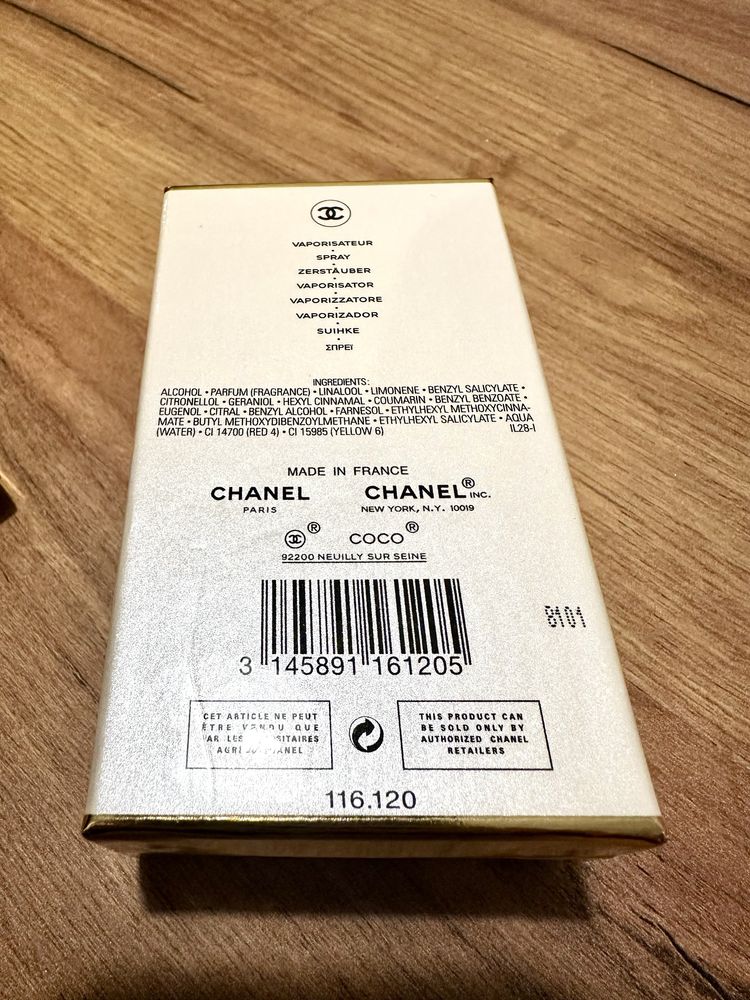 VAPORISATEUR
SPRAY
ZERSTÄUBER
VAPORISATOR
VAPORIZZATORE
VAPORIZADOR
SUIHKE
ΣΠΡΕΪ
INGREDIENTS:
ALCOHOL • PARFUM (FRAGRANCE) • LINALOOL • LIMONENE • BENZYL SALICYLATE •
CITRONELLOL • GERANIOL • HEXYL CINNAMAL • COUMARIN • BENZYL BENZOATE •
EUGENOL • CITRAL • BENZYL ALCOHOL • FARNESOL • ETHYLHEXYL METHOXYCINNA-
MATE • BUTYL METHOXYDIBENZOYLMETHANE • ETHYLHEXYL SALICYLATE • AQUA
(WATER) • CI 14700 (RED 4) • CI 15985 (YELLOW 6) IL2B-I
MADE IN FRANCE
CHANEL CHANEL® INC.
PARIS NEW YORK, N.Y. 10019
® COCO®
92200 NEUILLY SUR SEINE
8101
3 145891 161205
CET ARTICLE NE PEUT
ÊTRE VENDU QUE
LES
THIS PRODUCT CAN
BE SOLD ONLY BY
AUTHORIZED CHANEL
RETAILERS
116.120